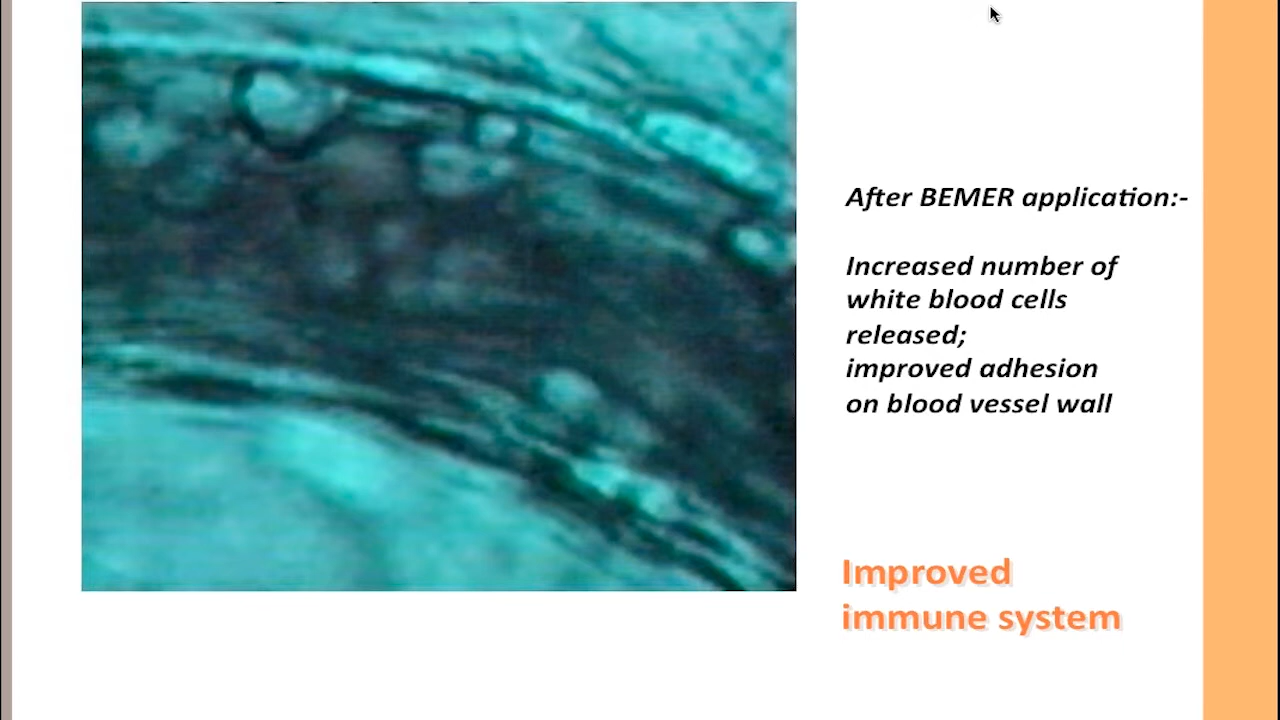 After BEMER application:-
Increased number of
white blood cells
released;
improved adhesion
on blood vessel wall
Improved
immune system